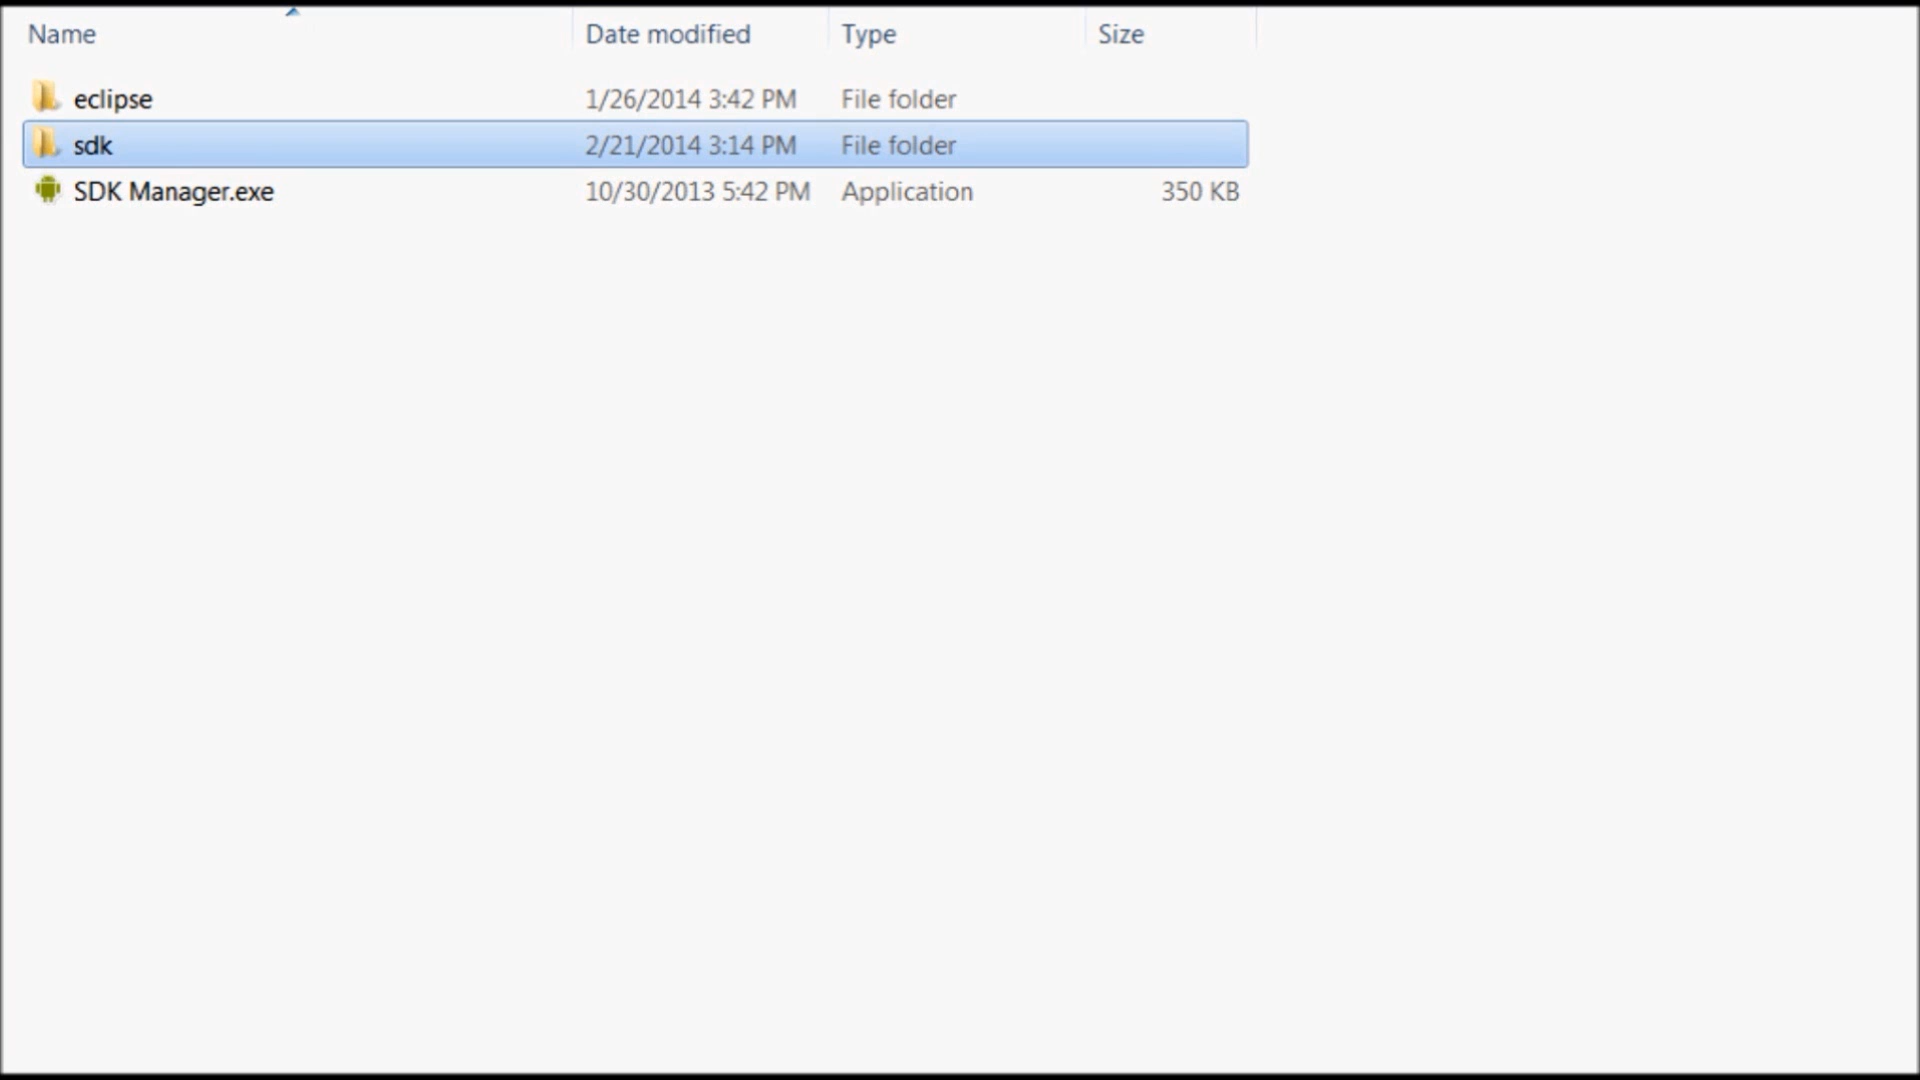 Name Date modified Type Size
eclipse 1/26/2014 3:42 PM File folder
sdk 2/21/2014 3:14 PM File folder
SDK Manager.exe 10/30/2013 5:42 PM Application 350 KB